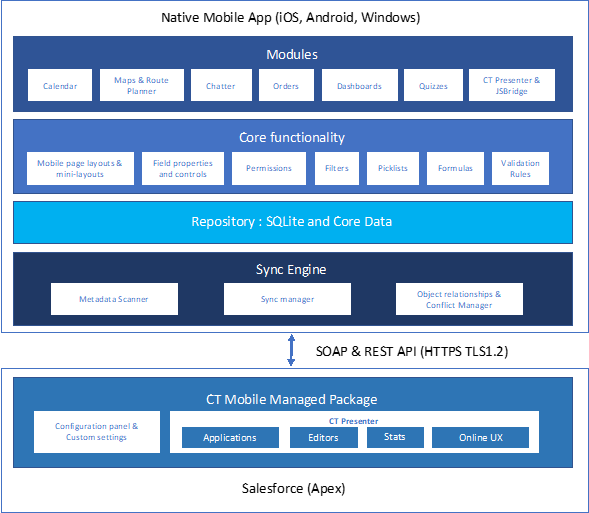 Native Mobile App (iOS, Android, Windows)
Modules
Calendar
Maps & Route
Planner
Chatter
Orders
Dashboards
Quizzes
CT Presenter &
JSBridge
Core functionality
Mobile page layouts &
mini-layouts
Field properties
and controls
Permissions
Filters
Picklists
Formulas
Validation
Rules
Repository : SQLite and Core Data
Sync Engine
Metadata Scanner
Sync manager
Object relationships &
Conflict Manager
SOAP & REST API (HTTPS TLS1.2)
CT Mobile Managed Package
Configuration panel &
Custom settings
CT Presenter
Applications
Editors
Stats
Online UX
Salesforce (Apex)